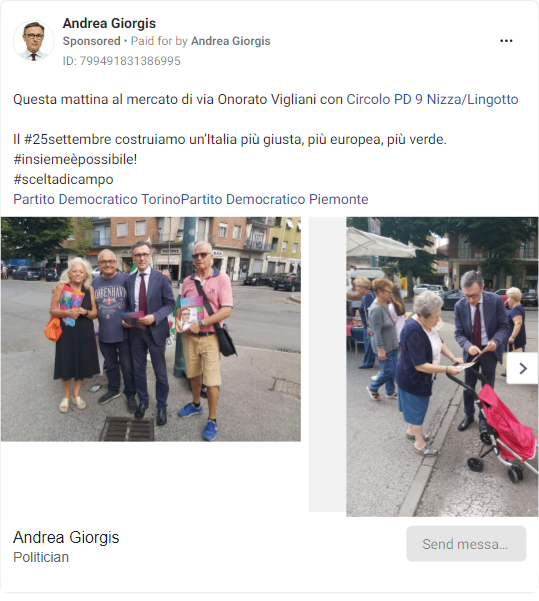 Andrea Giorgis
Sponsored • Paid for by Andrea Giorgis
ID: 799491831386995
Questa mattina al mercato di via Onorato Vigliani con Circolo PD 9 Nizza/Lingotto
Il #25settembre costruiamo un'Italia più giusta, più europea, più verde.
#insiemeèpossibile!
#sceltadicampo
Partito Democratico TorinoPartito Democratico Piemonte
Andrea Giorgis
Politician
Send messa...